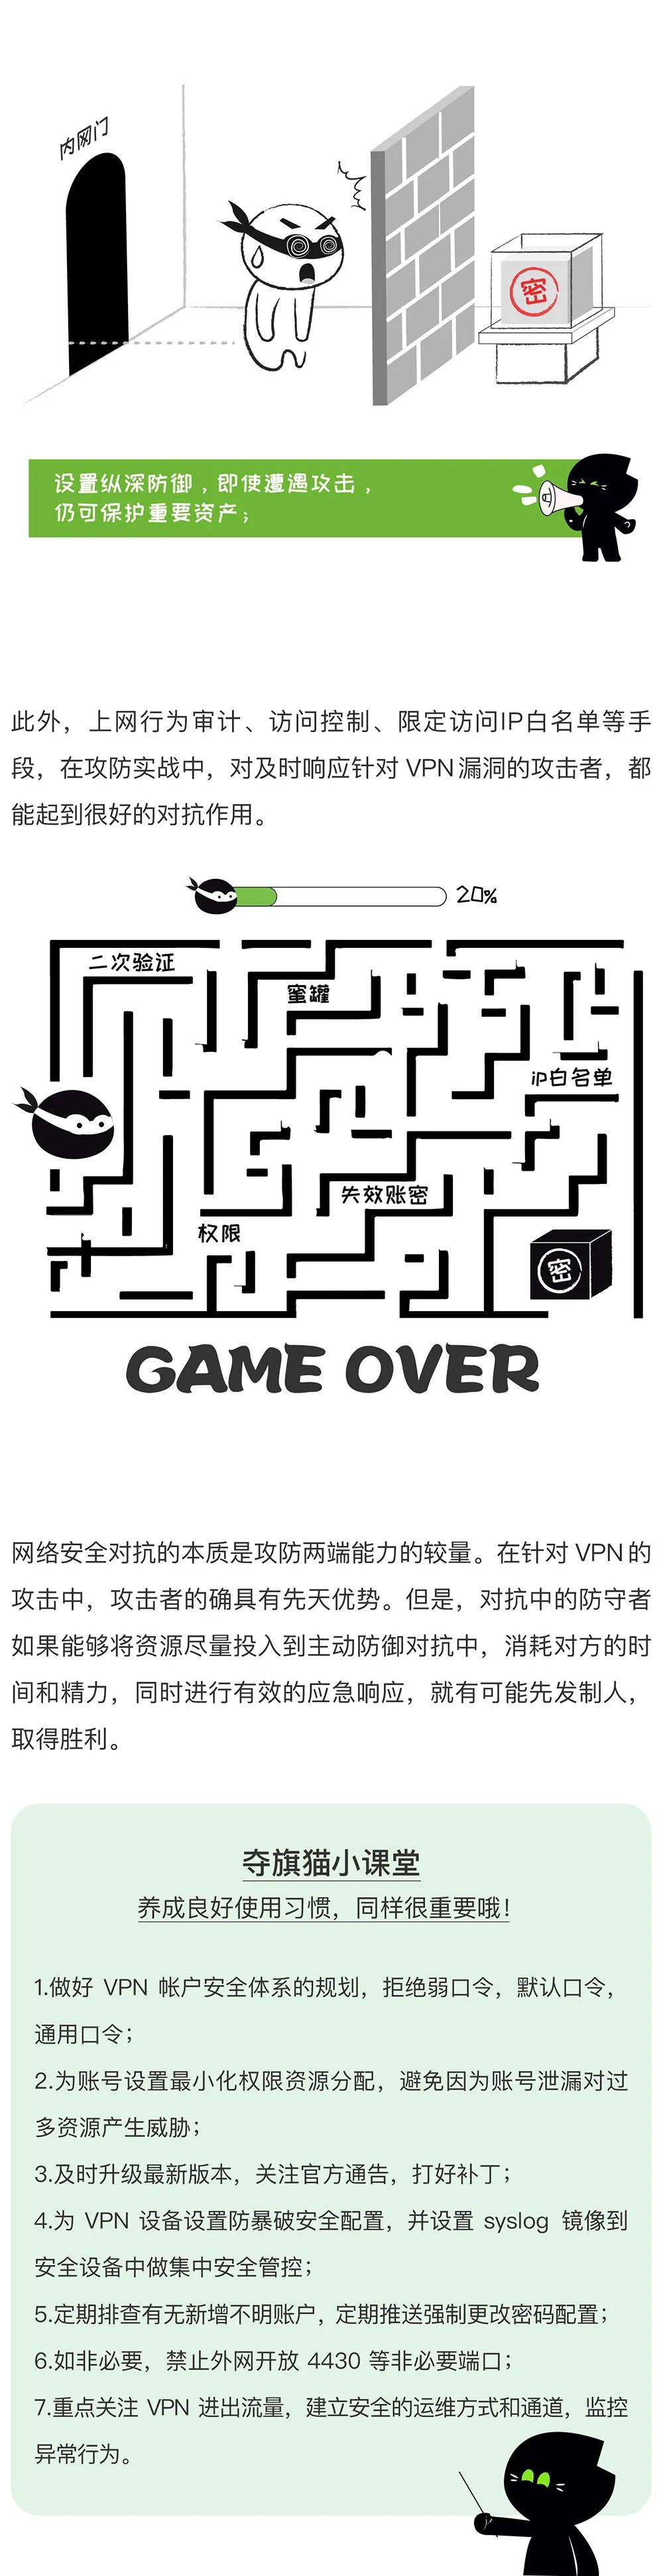 内网门
密
设置纵深防御，即使遭遇攻击，
仍可保护重要资产；
此外，上网行为审计、访问控制、限定访问IP白名单等手
段，在攻防实战中，对及时响应针对 VPN漏洞的攻击者，都
能起到很好的对抗作用。
20%
二次验证
蜜罐
iP白名单
失效账密
权限
密
GAME OVER
网络安全对抗的本质是攻防两端能力的较量。在针对 VPN的
攻击中，攻击者的确具有先天优势。但是，对抗中的防守者
如果能够将资源尽量投入到主动防御对抗中，消耗对方的时
间和精力，同时进行有效的应急响应，就有可能先发制人，
取得胜利。
夺旗猫小课堂
养成良好使用习惯，同样很重要哦！
1.做好 VPN 帐户安全体系的规划，拒绝弱口令，默认口令，
通用口令；
2.为账号设置最小化权限资源分配，避免因为账号泄漏对过
多资源产生威胁；
3.及时升级最新版本，关注官方通告，打好补丁；
4.为 VPN 设备设置防暴破安全配置，并设置 syslog 镜像到
安全设备中做集中安全管控；
5.定期排查有无新增不明账户，定期推送强制更改密码配置；
6.如非必要，禁止外网开放 4430 等非必要端口；
7.重点关注 VPN 进出流量，建立安全的运维方式和通道，监控
异常行为。